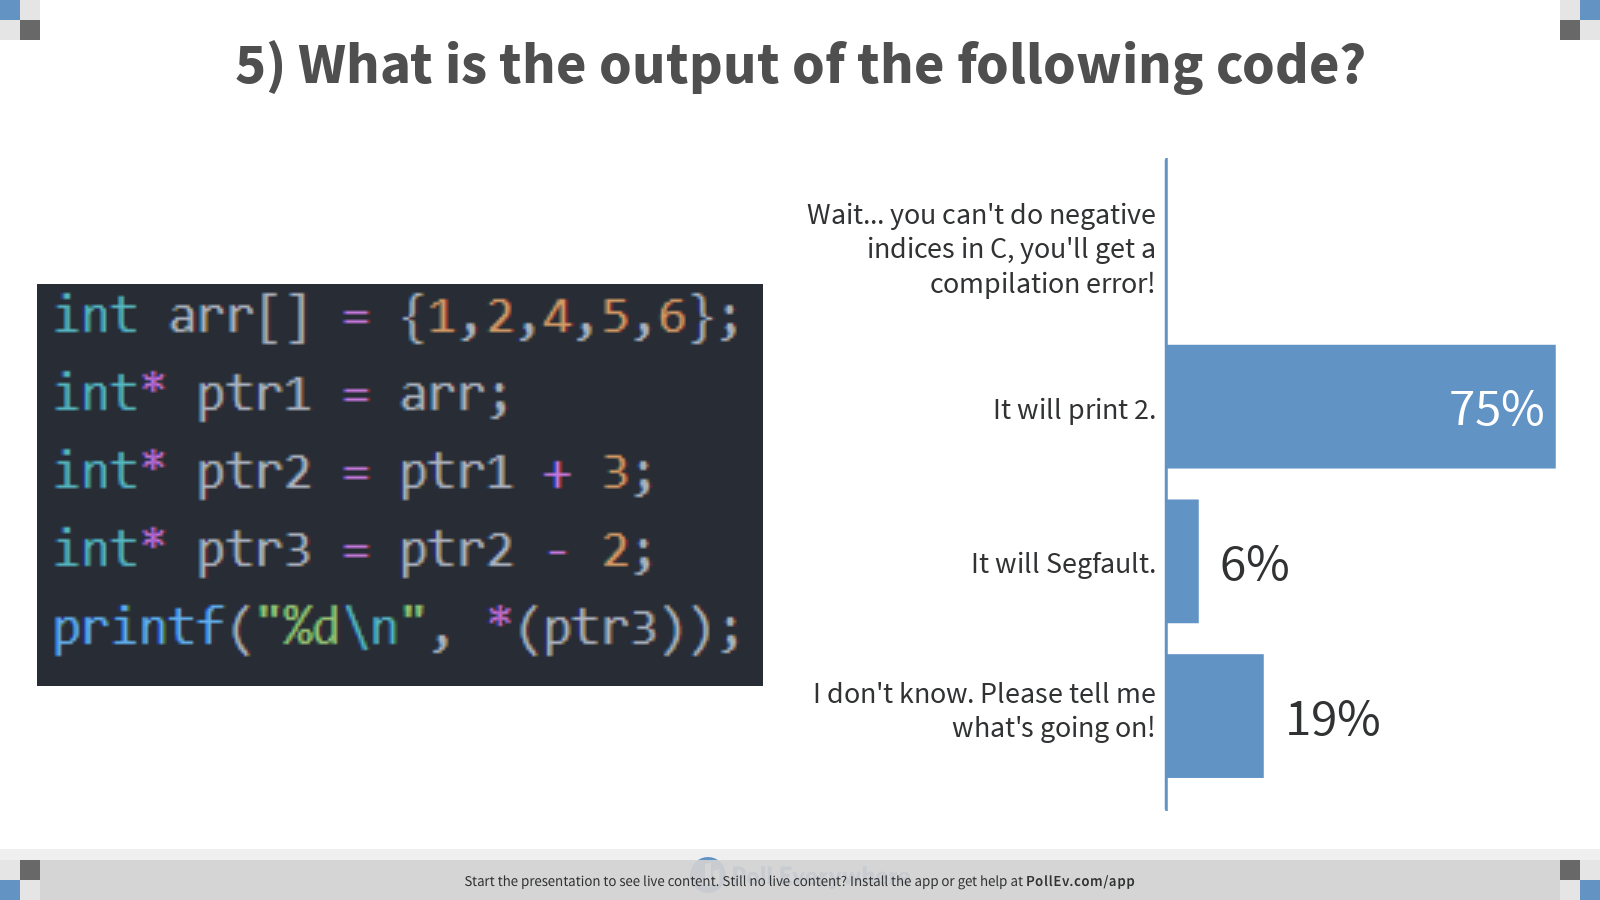 5) What is the output of the following code?
int arr[] = {1,2,4,5,6};
int* ptr1 = arr;
int* ptr2 = ptr1 + 3;
int* ptr3 = ptr2 - 2;
printf("%d\n", *(ptr3));
Wait... you can't do negative
indices in C, you'll get a
compilation error!
It will print 2.
75%
It will Segfault.
6%
I don't know. Please tell me
what's going on!
19%
Start the presentation to see live content. Still no live content? Install the app or get help at PollEv.com/app